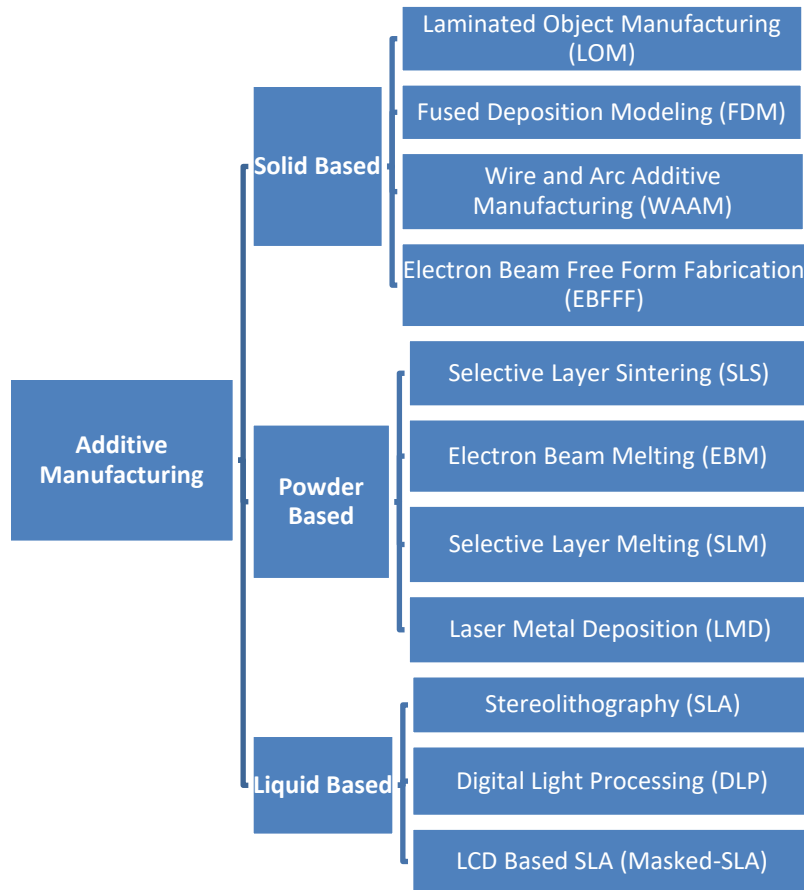 Additive
Manufacturing
Solid Based
Laminated Object Manufacturing
(LOM)
Fused Deposition Modeling (FDM)
Wire and Arc Additive
Manufacturing (WAAM)
Electron Beam Free Form Fabrication
(EBFFF)
Powder
Based
Selective Layer Sintering (SLS)
Electron Beam Melting (EBM)
Selective Layer Melting (SLM)
Laser Metal Deposition (LMD)
Liquid Based
Stereolithography (SLA)
Digital Light Processing (DLP)
LCD Based SLA (Masked-SLA)